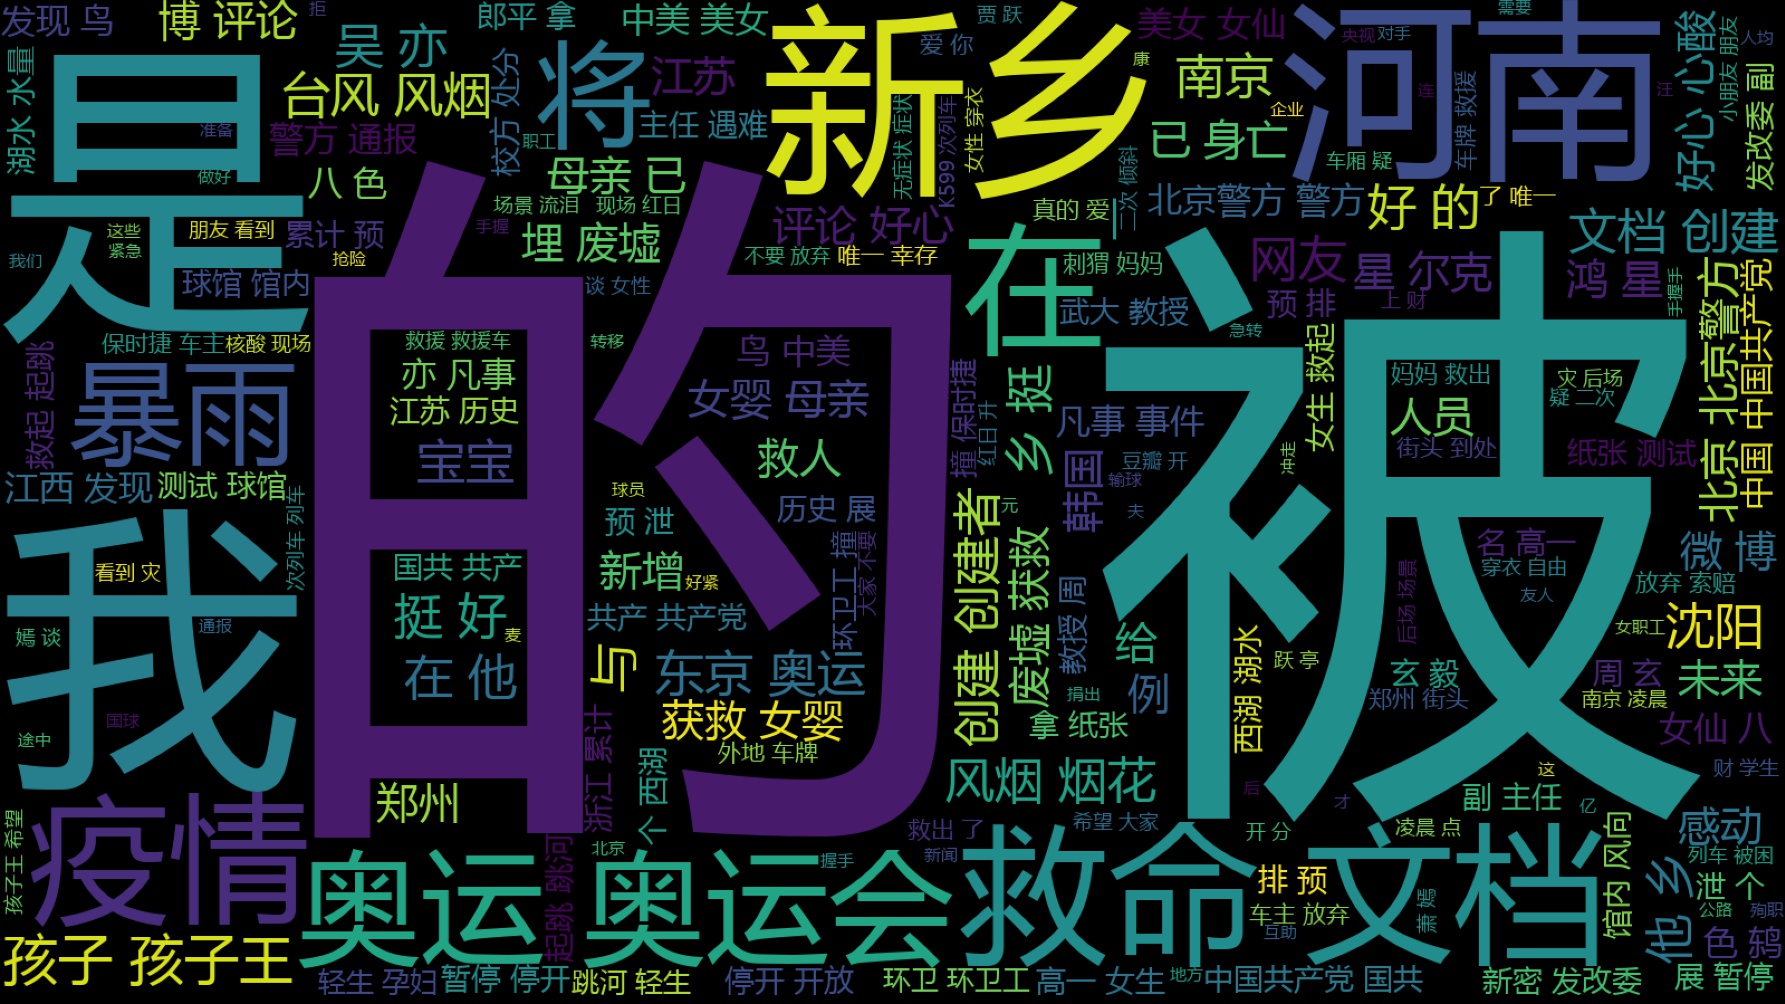 发现 鸟
博 评论
拒
郎平 拿
中美 美女
新乡
贾 跃
美女 女仙
河南
需要
人均
吴 亦
将
江苏
爱 你
央视 对手
好心 心酸
小朋友 朋友
湖水 水量
是
台风 风烟
校方 处分
康
南京
车牌 救援
连
汪
发改委 副
警方 通报
准备
职工
主任 遇难
无症状 症状
K599 次列车
女性 穿衣
企业
已 身亡
车厢 疑
做好
八 色
母亲 已
二次 倾斜
北京警方 警方
好 的
了 唯一
场景 流泪
现场 红日
真的 爱
这些
紧急
朋友 看到
累计 预
手握
埋 废墟
评论 好心
在
网友
星 尔克
文档 创建
我们
抢险
不要 放弃
唯一 幸存
刺猬 妈妈
鸿 星
手握手
北京 北京警方
中国 中国共产党
球馆 馆内
谈 女性
武大 教授
预 排
上 财
保时捷 车主
核酸 现场
的
救援 救援车
转移
急转
被
女生 救起
救起 起跳
暴雨
亦 凡事
鸟 中美
撞 保时捷
乡 挺
妈妈 救出
灾 后场
江苏 历史
女婴 母亲
红日 升
凡事 事件
疑 二次
人员
宝宝
救人
韩国
豆瓣 开
冲走
街头 到处
纸张 测试
江西 发现
测试 球馆
次列车 列车
球员
输球
预 泄
历史 展
创建 创建者
元
夫
我
看到 灾
国共 共产
新增
好紧
环卫工 撞
大家 不要
废墟 获救
名 高一
微 博
穿衣 自由
放弃 索赔
挺 好
麦
共产 共产党
教授 周
后场 场景
友人
嫣 谈
通报
与
给
西湖 湖水
女职工
沈阳
在 他
东京 奥运
跃 亭
玄 毅
周 玄
未来
捐出
例
郑州 街头
南京 凌晨
国球
获救 女婴
拿 纸张
女仙 八
途中
浙江 累计
个 西湖
外地 车牌
风烟 烟花
这
财 学生
郑州
后
才
副 主任
亿
疫情
孩子王 希望
起跳 跳河
救出 了
希望 大家
开 分
凌晨 点
馆内 风向
感动
北京
奥运 奥运会
握手
新闻
救命
文档
列车 被困
排 预
他 乡
泄 个
车主 放弃
萧 嫣
公路
殉职
互助
孩子 孩子王
色 鸫
轻生 孕妇
暂停 停开
跳河 轻生
停开 开放
环卫 环卫工
高一 女生
地方
中国共产党 国共
新密 发改委
展 暂停